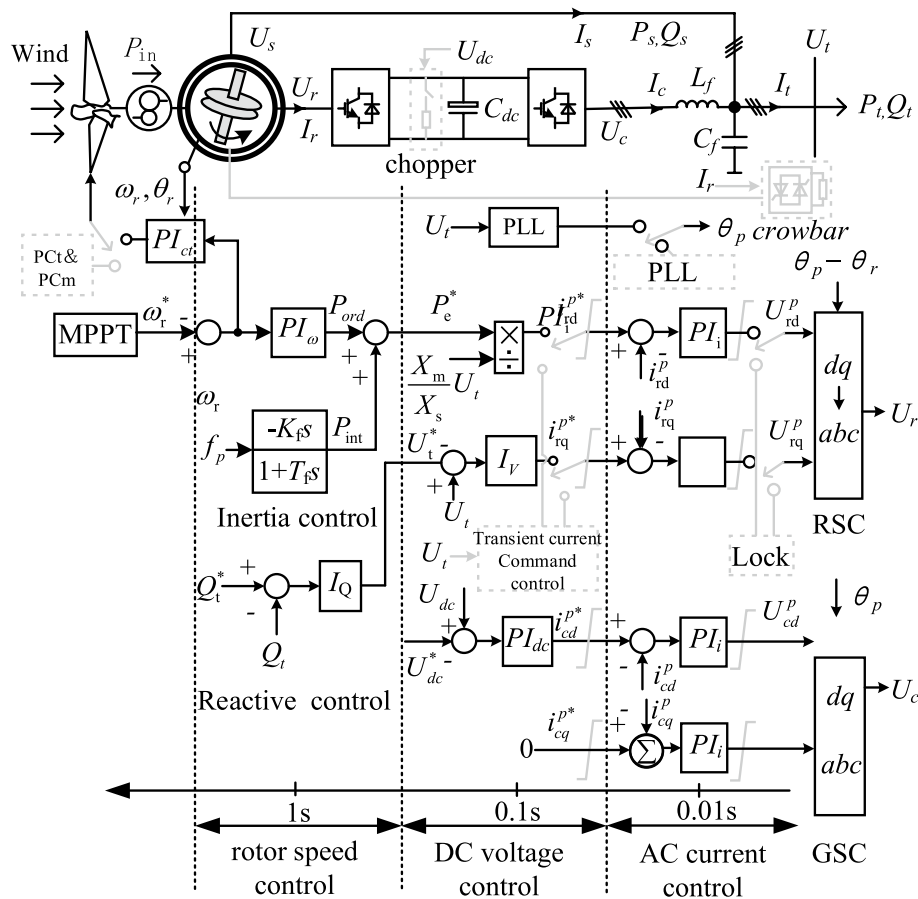 Wind
P_in
U_s
I_s
P_s,Q_s
U_t
U_r
I_r
U_dc
C_dc
chopper
I_c
U_c
L_f
I_t
P_t,Q_t
C_f
I_r
ω_r, θ_r
PCt&
PCm
PI_ct
U_t
PLL
θ_p
crowbar
PLL
θ_p − θ_r
MPPT
ω_r^*
-
+
ω_r
PI_ω
P_ord
+
+
P_e^*
×
÷
X_m
X_s
U_t
PI_i
i_rd^p*
+
-
i_rd^p
PI_i
U_rd^p
dq
abc
U_r
RSC
f_p
-K_f s
1+T_f s
P_int
Inertia control
U_t^*
-
+
U_t
I_V
i_rq^p*
i_rq^p
+
-
U_rq^p
U_t
Transient current
Command
control
Lock
Q_t^*
+
-
Q_t
I_Q
Reactive control
U_dc
+
-
U_dc^*
PI_dc
i_cd^p*
+
-
i_cd^p
PI_i
U_cd^p
θ_p
0
i_cq^p*
+
-
i_cq^p
Σ
PI_i
dq
abc
U_c
GSC
1s
0.1s
0.01s
rotor speed
control
DC voltage
control
AC current
control